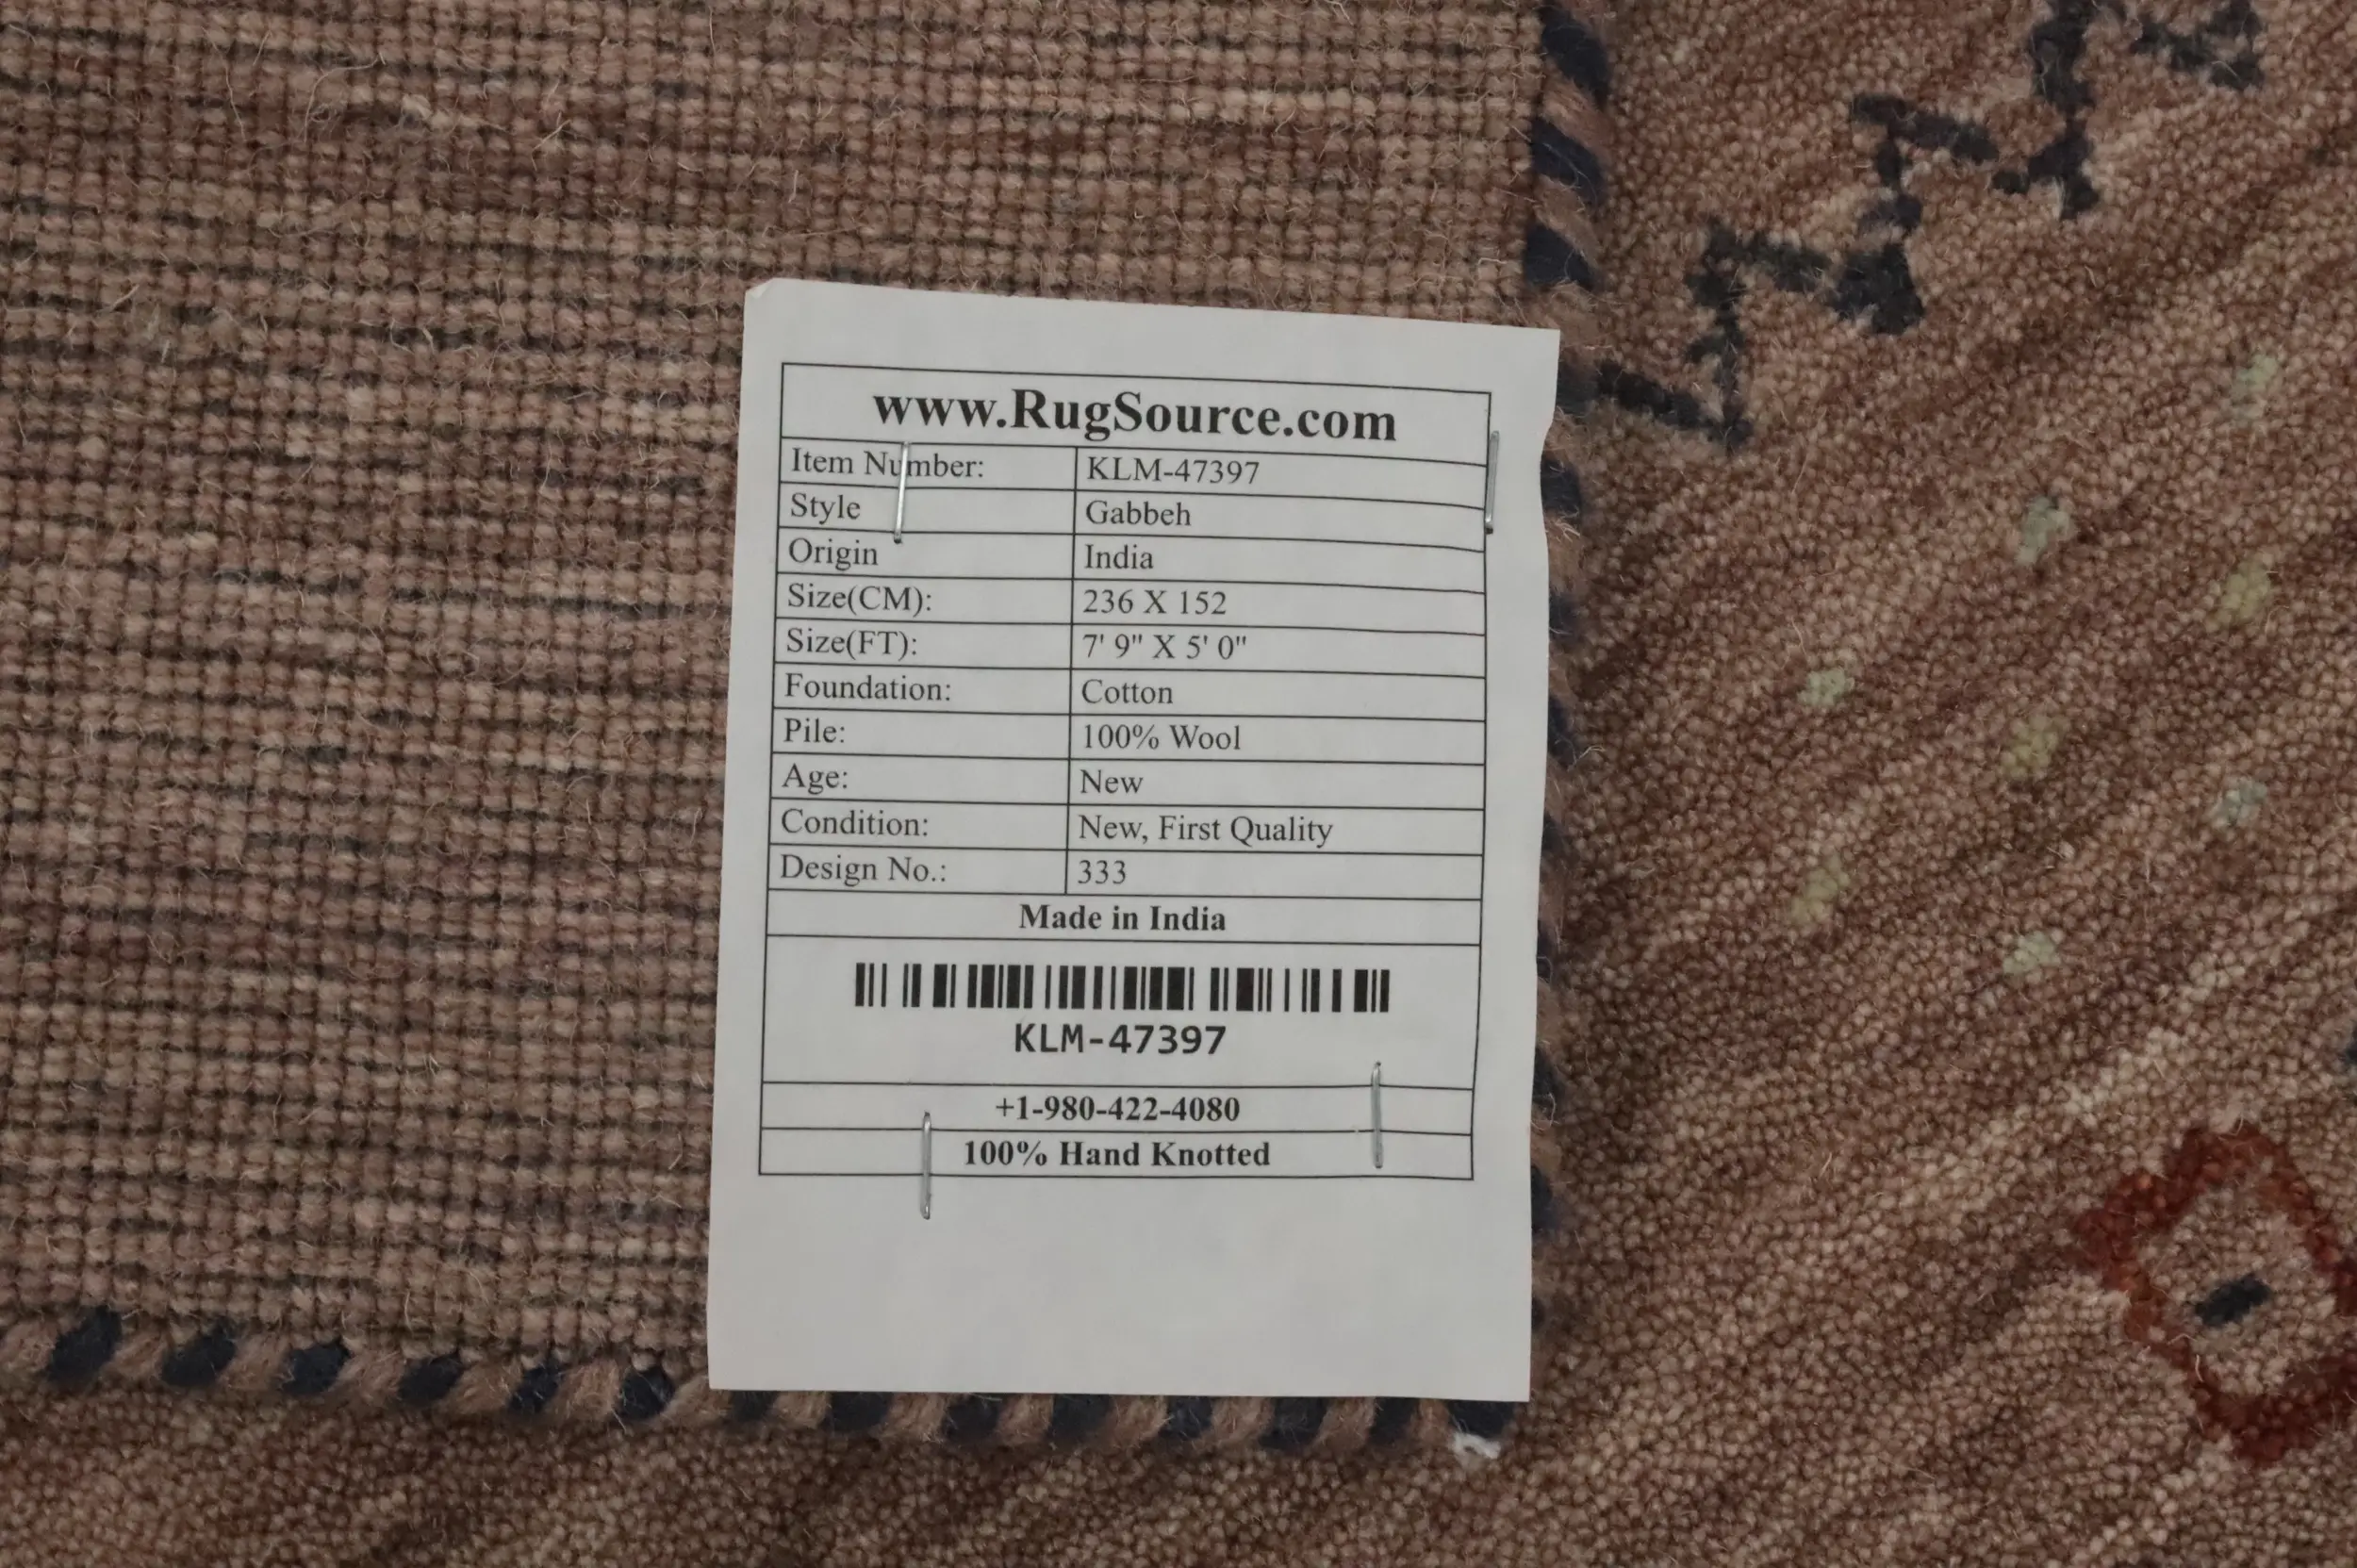 www.RugSource.com
Item Number: KLM-47397
Style Gabbeh
Origin India
Size(CM): 236 X 152
Size(FT): 7' 9" X 5' 0"
Foundation: Cotton
Pile: 100% Wool
Age: New
Condition: New, First Quality
Design No.: 333
Made in India
KLM-47397
+1-980-422-4080
100% Hand Knotted